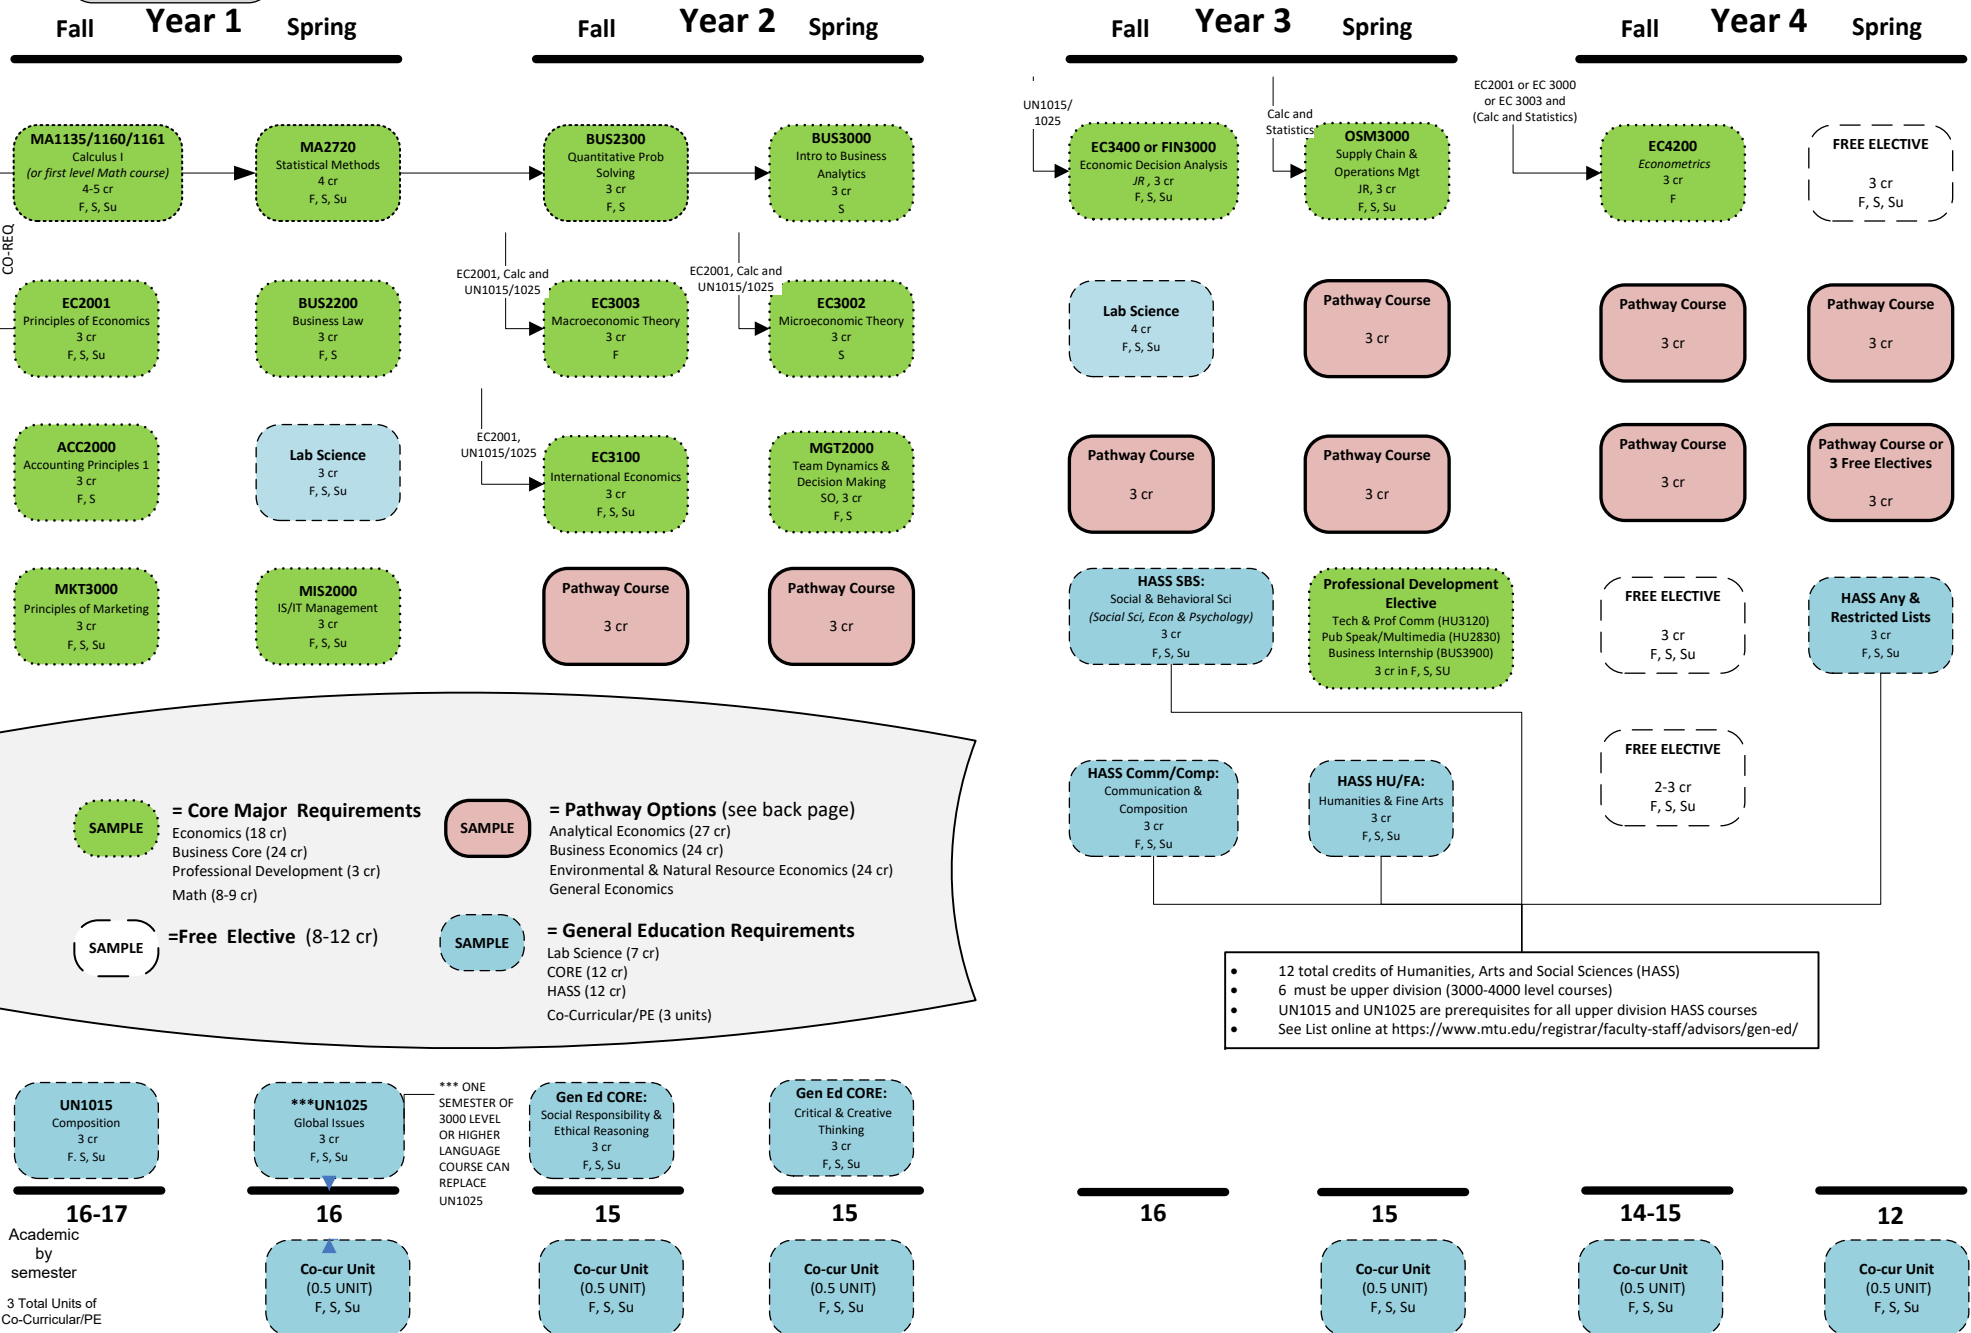 Fall Year 1 Spring
Fall Year 2 Spring
Fall Year 3 Spring
Fall Year 4 Spring
CO-REQ
MA1135/1160/1161
Calculus I
(or first level Math course)
4-5 cr
F, S, Su
MA2720
Statistical Methods
4 cr
F, S, Su
BUS2300
Quantitative Prob
Solving
3 cr
F, S
BUS3000
Intro to Business
Analytics
3 cr
S
UN1015/
1025
EC3400 or FIN3000
Economic Decision Analysis
JR , 3 cr
F, S, Su
Calc and
Statistics
OSM3000
Supply Chain &
Operations Mgt
JR, 3 cr
F, S, Su
EC2001 or EC 3000
or EC 3003 and
(Calc and Statistics)
EC4200
Econometrics
3 cr
F
FREE ELECTIVE
3 cr
F, S, Su
EC2001
Principles of Economics
3 cr
F, S, Su
BUS2200
Business Law
3 cr
F, S
EC2001, Calc and
UN1015/1025
EC3003
Macroeconomic Theory
3 cr
F
EC2001, Calc and
UN1015/1025
EC3002
Microeconomic Theory
3 cr
S
Lab Science
4 cr
F, S, Su
Pathway Course
3 cr
Pathway Course
3 cr
Pathway Course
3 cr
ACC2000
Accounting Principles 1
3 cr
F, S
Lab Science
3 cr
F, S, Su
EC2001,
UN1015/1025
EC3100
International Economics
3 cr
F, S, Su
MGT2000
Team Dynamics &
Decision Making
SO, 3 cr
F, S
Pathway Course
3 cr
Pathway Course
3 cr
Pathway Course
3 cr
Pathway Course or
3 Free Electives
3 cr
MKT3000
Principles of Marketing
3 cr
F, S, Su
MIS2000
IS/IT Management
3 cr
F, S, Su
Pathway Course
3 cr
Pathway Course
3 cr
HASS SBS:
Social & Behavioral Sci
(Social Sci, Econ & Psychology)
3 cr
F, S, Su
Professional Development
Elective
Tech & Prof Comm (HU3120)
Pub Speak/Multimedia (HU2830)
Business Internship (BUS3900)
3 cr in F, S, SU
FREE ELECTIVE
3 cr
F, S, Su
HASS Any &
Restricted Lists
3 cr
F, S, Su
HASS Comm/Comp:
Communication &
Composition
3 cr
F, S, Su
HASS HU/FA:
Humanities & Fine Arts
3 cr
F, S, Su
FREE ELECTIVE
2-3 cr
F, S, Su
SAMPLE
= Core Major Requirements
Economics (18 cr)
Business Core (24 cr)
Professional Development (3 cr)
Math (8-9 cr)
SAMPLE
= Pathway Options (see back page)
Analytical Economics (27 cr)
Business Economics (24 cr)
Environmental & Natural Resource Economics (24 cr)
General Economics
SAMPLE
=Free Elective (8-12 cr)
SAMPLE
= General Education Requirements
Lab Science (7 cr)
CORE (12 cr)
HASS (12 cr)
Co-Curricular/PE (3 units)
• 12 total credits of Humanities, Arts and Social Sciences (HASS)
• 6 must be upper division (3000-4000 level courses)
• UN1015 and UN1025 are prerequisites for all upper division HASS courses
• See List online at https://www.mtu.edu/registrar/faculty-staff/advisors/gen-ed/
UN1015
Composition
3 cr
F. S, Su
***UN1025
Global Issues
3 cr
F, S, Su
*** ONE
SEMESTER OF
3000 LEVEL
OR HIGHER
LANGUAGE
COURSE CAN
REPLACE
UN1025
Gen Ed CORE:
Social Responsibility &
Ethical Reasoning
3 cr
F, S, Su
Gen Ed CORE:
Critical & Creative
Thinking
3 cr
F, S, Su
16-17
16
15
15
16
15
14-15
12
Academic
by
semester
3 Total Units of
Co-Curricular/PE
Co-cur Unit
(0.5 UNIT)
F, S, Su
Co-cur Unit
(0.5 UNIT)
F, S, Su
Co-cur Unit
(0.5 UNIT)
F, S, Su
Co-cur Unit
(0.5 UNIT)
F, S, Su
Co-cur Unit
(0.5 UNIT)
F, S, Su
Co-cur Unit
(0.5 UNIT)
F, S, Su